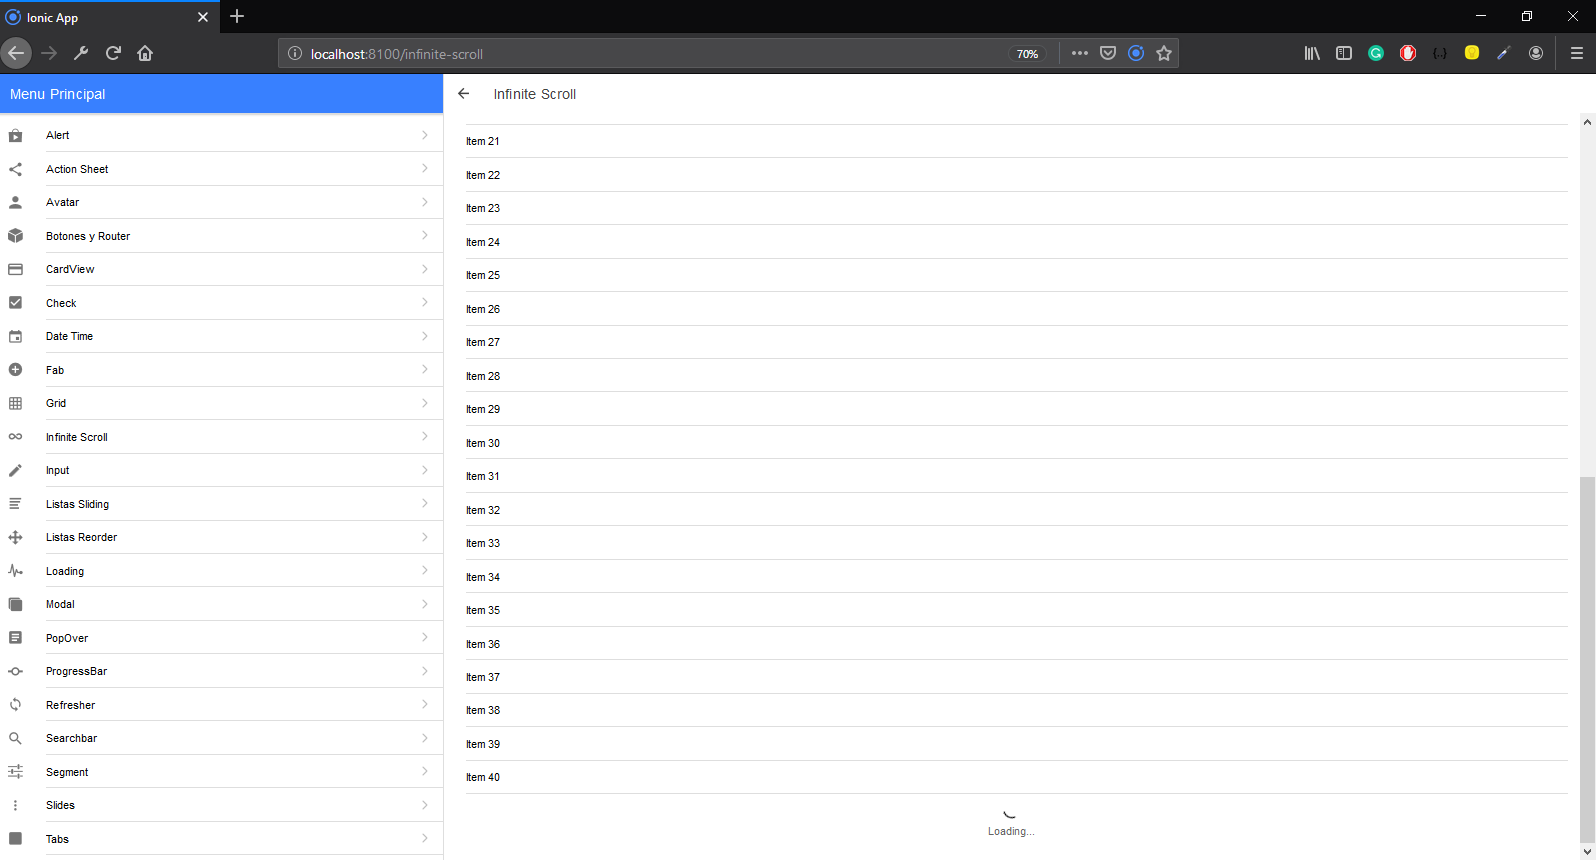 Ionic App
localhost:8100/infinite-scroll
70%
Menu Principal
Alert
Action Sheet
Avatar
Botones y Router
CardView
Check
Date Time
Fab
Grid
Infinite Scroll
Input
Listas Sliding
Listas Reorder
Loading
Modal
PopOver
ProgressBar
Refresher
Searchbar
Segment
Slides
Tabs
Infinite Scroll
Item 21
Item 22
Item 23
Item 24
Item 25
Item 26
Item 27
Item 28
Item 29
Item 30
Item 31
Item 32
Item 33
Item 34
Item 35
Item 36
Item 37
Item 38
Item 39
Item 40
Loading...